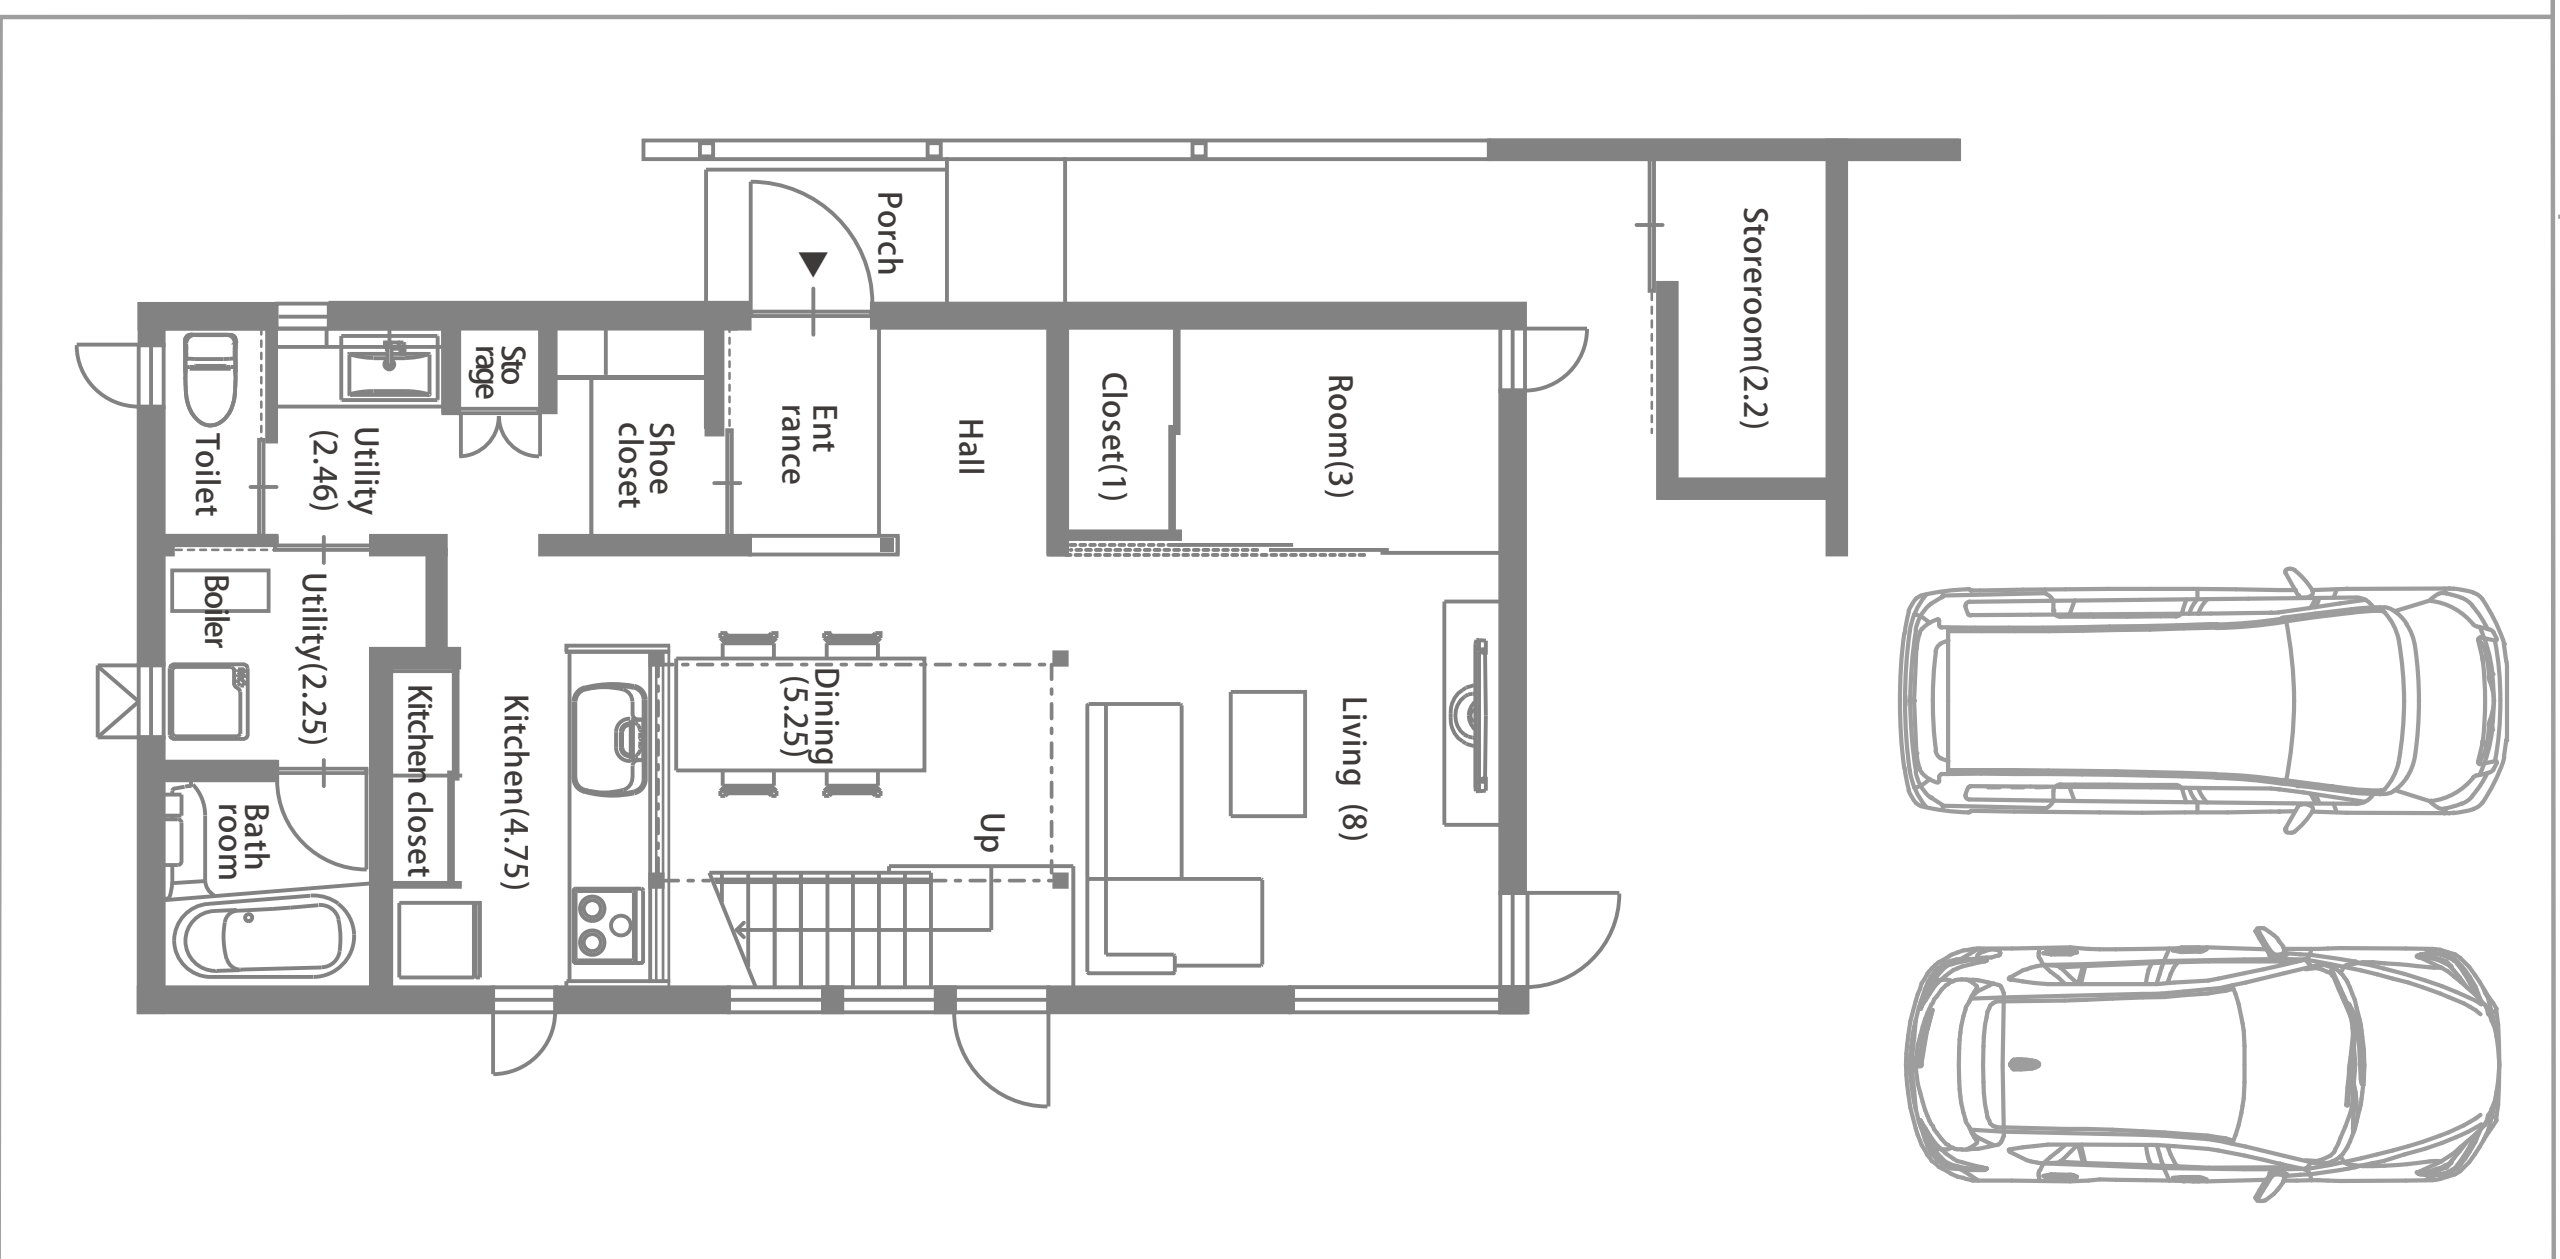 Porch
Storeroom(2.2)
Sto
rage
Toilet
Utility
(2.46)
Shoe
closet
Ent
rance
Hall
Closet(1)
Room(3)
Boiler
Utility(2.25)
Kitchen closet
Kitchen(4.75)
Dining
(5.25)
Living (8)
Up
Bath
room